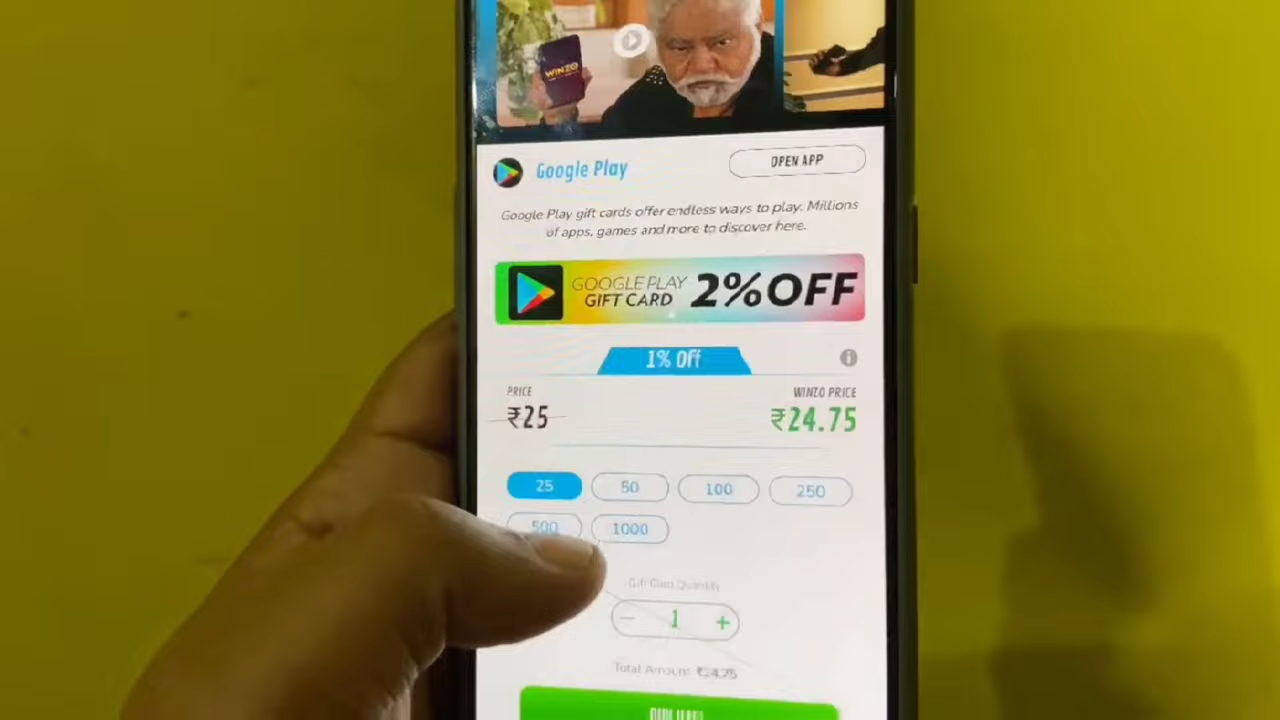 WINZO
Google Play
OPEN APP
Google Play gift cards offer endless ways to play. Millions
of apps, games and more to discover here.
GOOGLE PLAY
GIFT CARD
2%OFF
1% Off
PRICE
WINZO PRICE
₹25
₹24.75
25
50
100
250
500
1000
Gift Card Quantity
1
Total Amount: ₹24.75